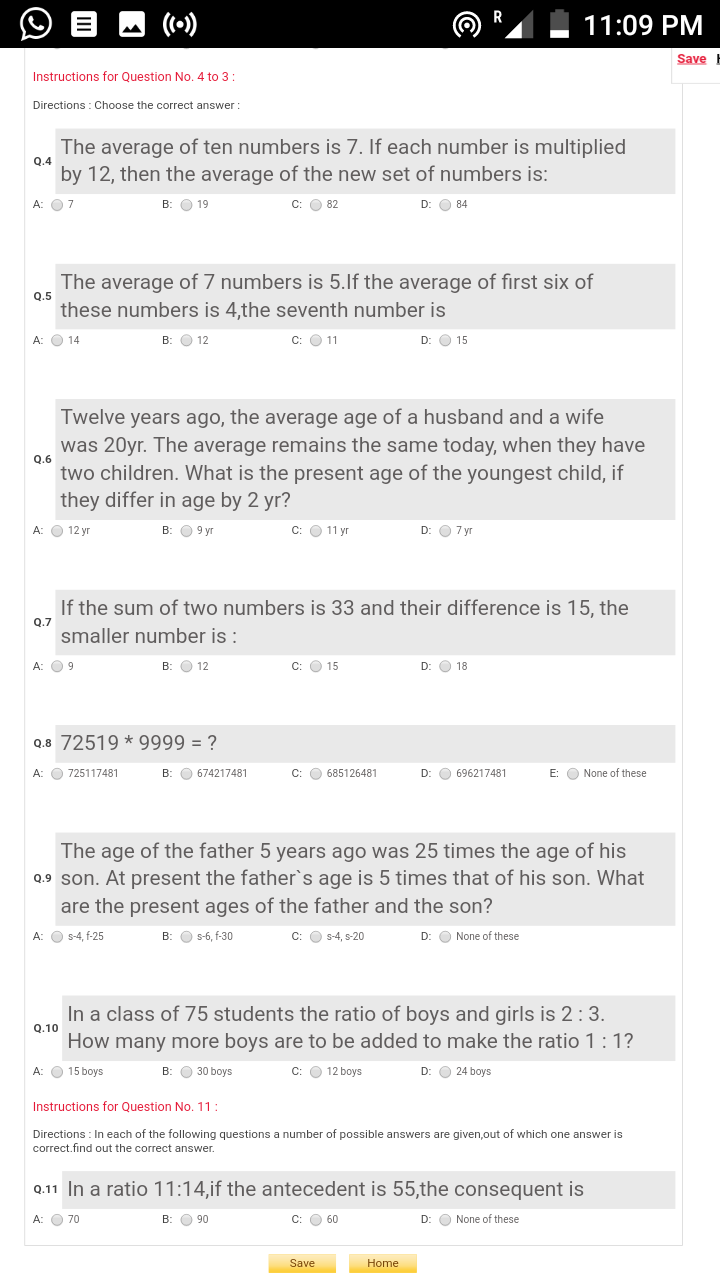 R 11:09 PM
Save
Instructions for Question No. 4 to 3 :
Directions : Choose the correct answer :
Q.4 The average of ten numbers is 7. If each number is multiplied
by 12, then the average of the new set of numbers is:
A: 7 B: 19 C: 82 D: 84
Q.5 The average of 7 numbers is 5.If the average of first six of
these numbers is 4,the seventh number is
A: 14 B: 12 C: 11 D: 15
Twelve years ago, the average age of a husband and a wife
was 20yr. The average remains the same today, when they have
Q.6 two children. What is the present age of the youngest child, if
they differ in age by 2 yr?
A: 12 yr B: 9 yr C: 11 yr D: 7 yr
Q.7 If the sum of two numbers is 33 and their difference is 15, the
smaller number is :
A: 9 B: 12 C: 15 D: 18
Q.8 72519 * 9999 = ?
A: 725117481 B: 674217481 C: 685126481 D: 696217481 E: None of these
The age of the father 5 years ago was 25 times the age of his
Q.9 son. At present the father`s age is 5 times that of his son. What
are the present ages of the father and the son?
A: s-4, f-25 B: s-6, f-30 C: s-4, s-20 D: None of these
Q.10 In a class of 75 students the ratio of boys and girls is 2 : 3.
How many more boys are to be added to make the ratio 1 : 1?
A: 15 boys B: 30 boys C: 12 boys D: 24 boys
Instructions for Question No. 11 :
Directions : In each of the following questions a number of possible answers are given,out of which one answer is
correct.find out the correct answer.
Q.11 In a ratio 11:14,if the antecedent is 55,the consequent is
A: 70 B: 90 C: 60 D: None of these
Save Home